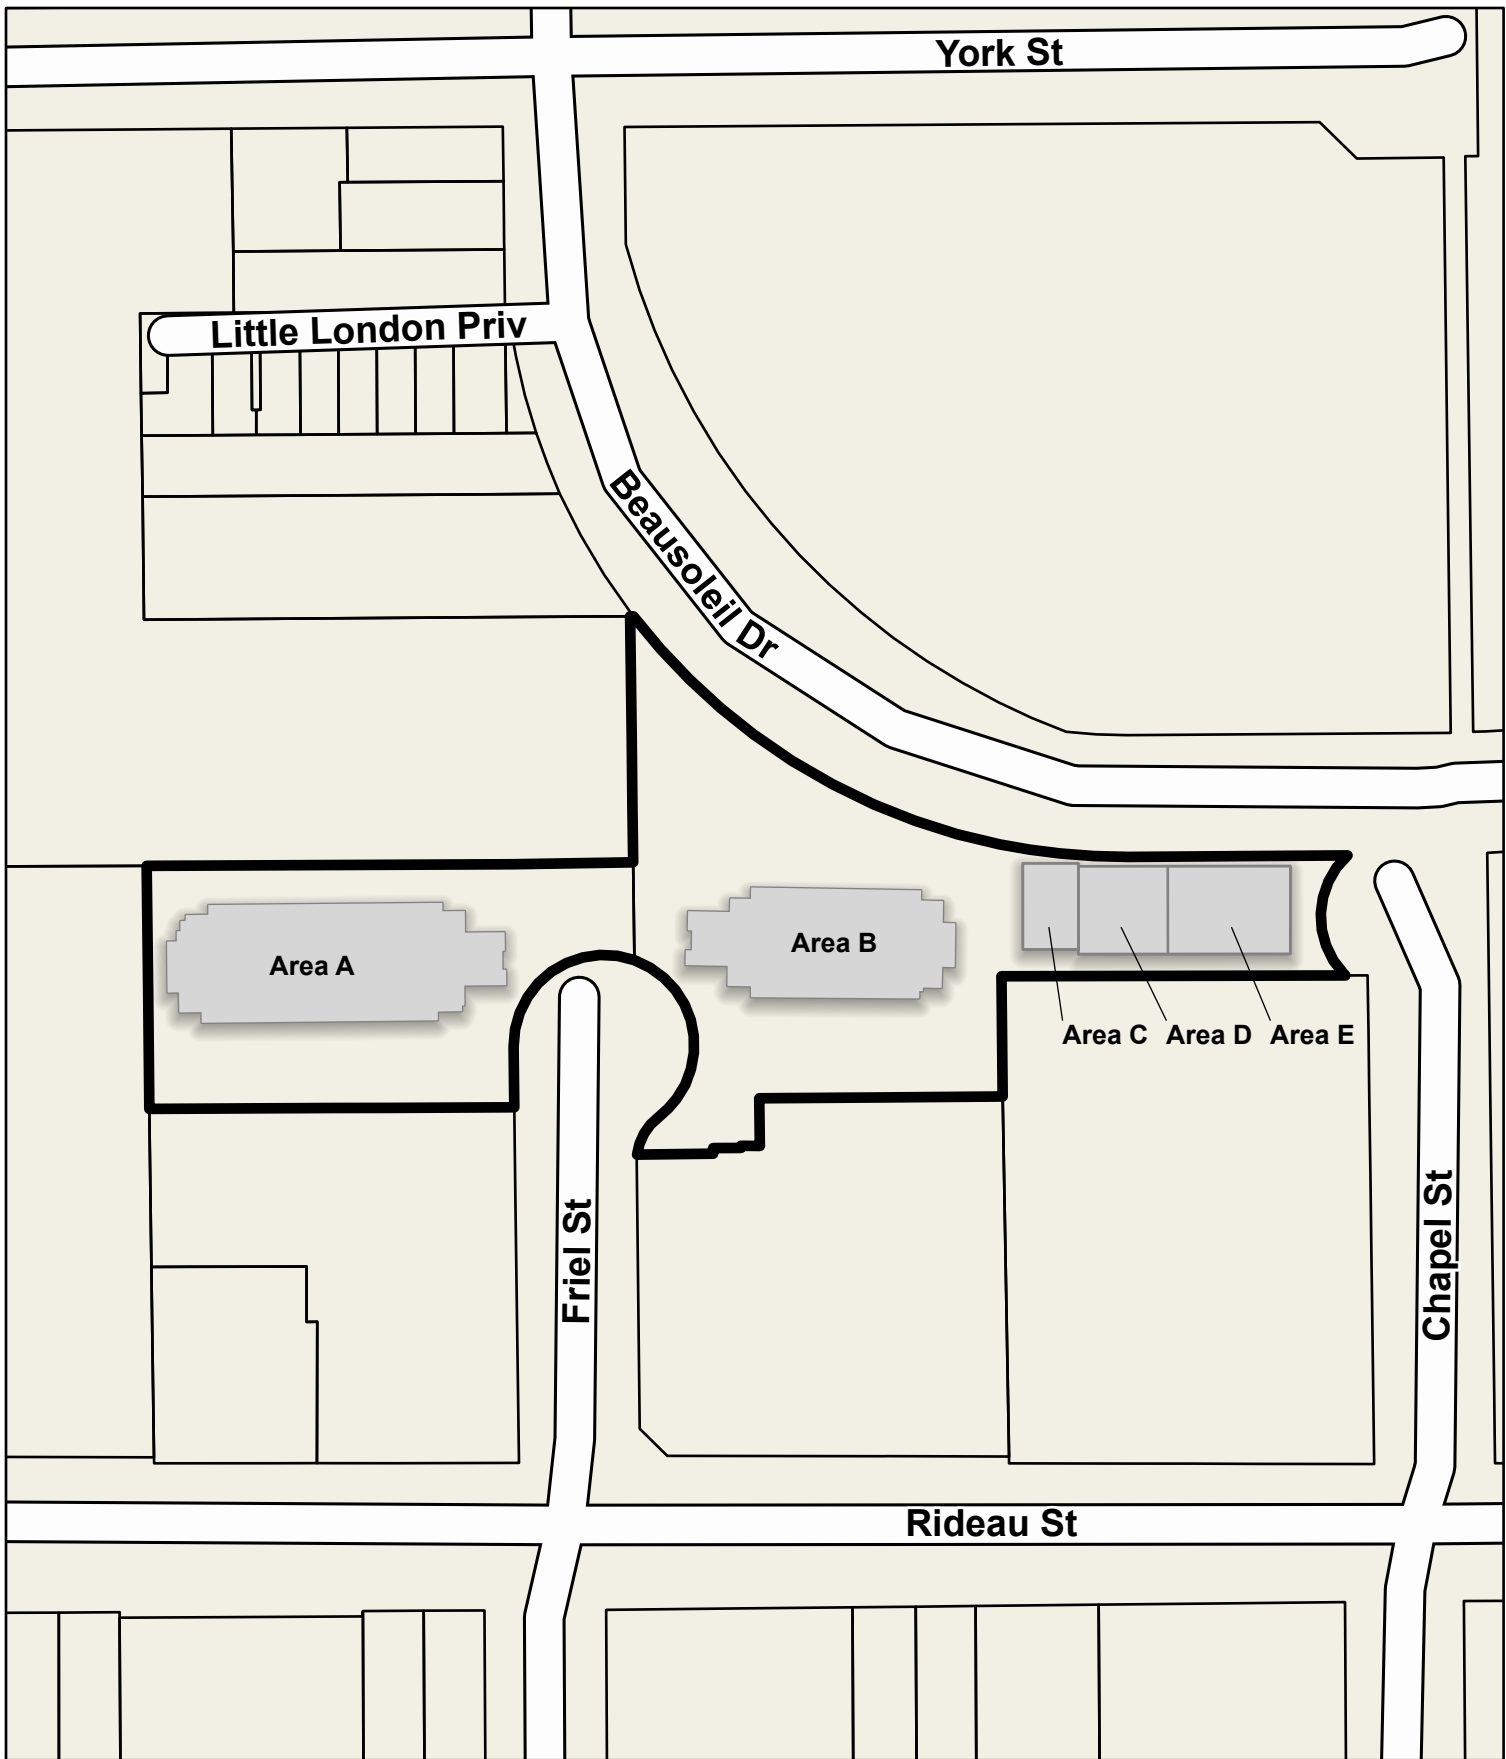 York St
Little London Priv
Beausoleil Dr
Area A
Area B
Area C
Area D
Area E
Friel St
Chapel St
Rideau St